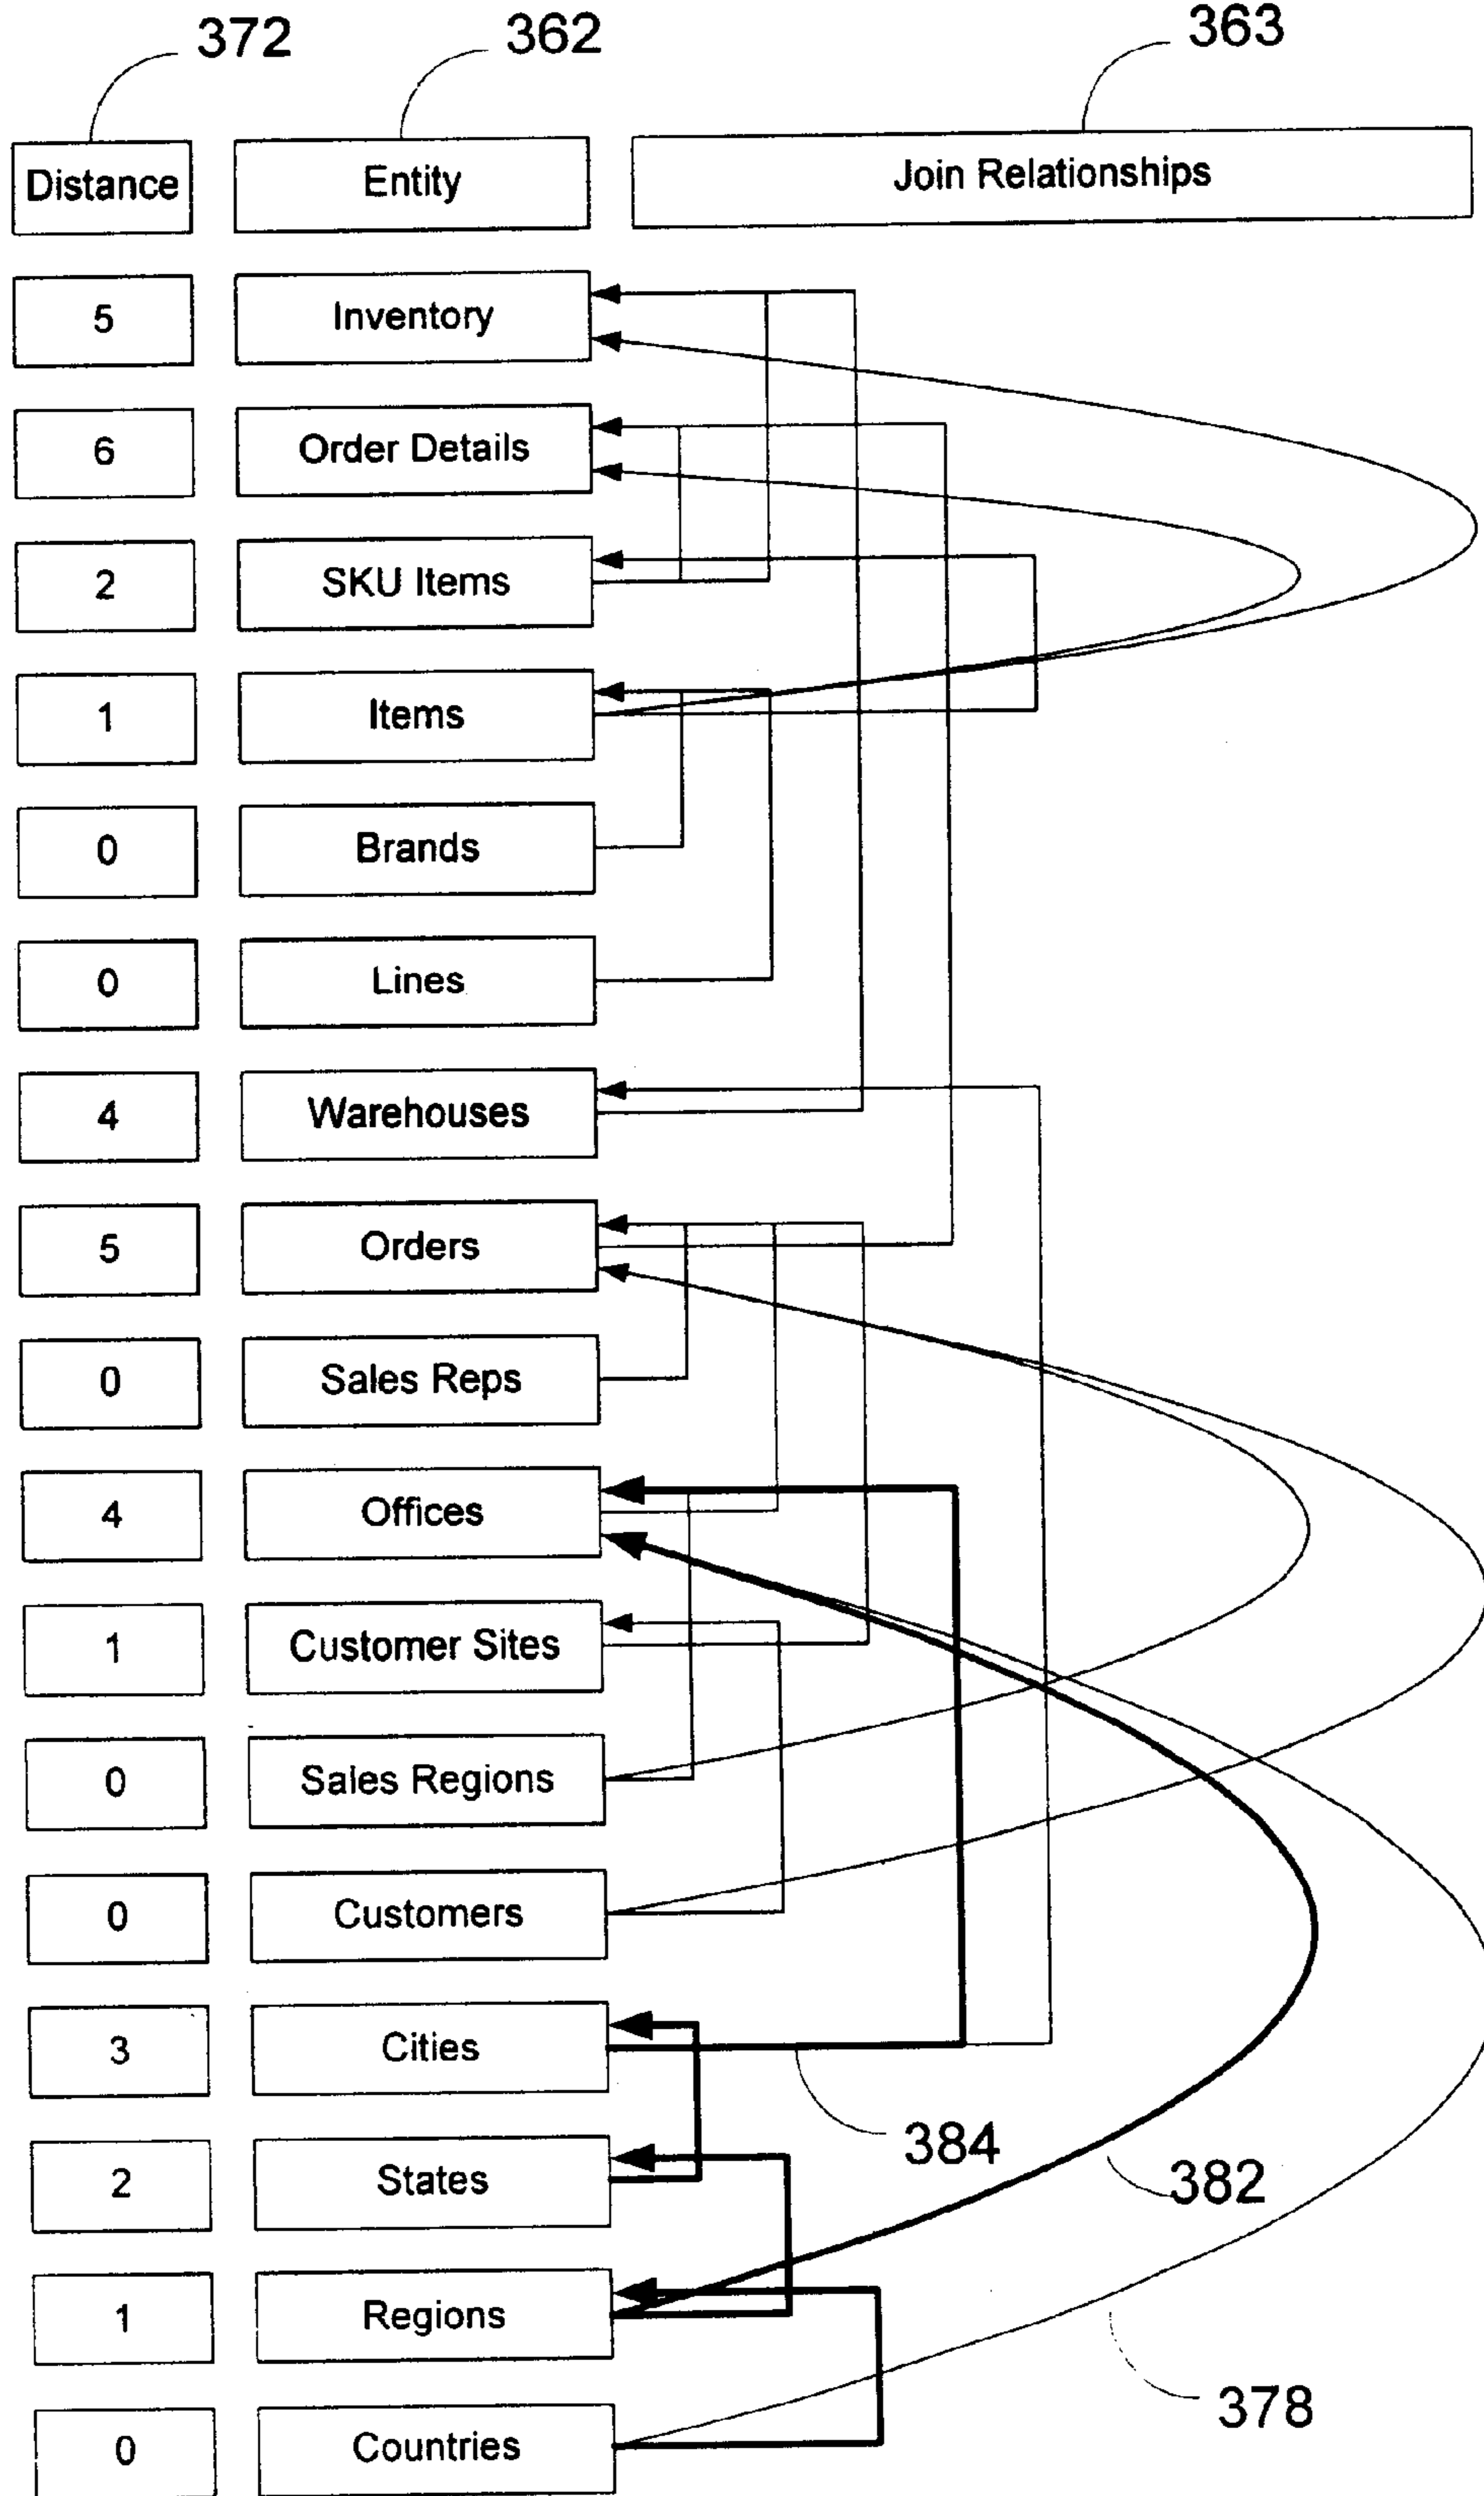 372 362 363
Distance Entity Join Relationships
5 Inventory
6 Order Details
2 SKU Items
1 Items
0 Brands
0 Lines
4 Warehouses
5 Orders
0 Sales Reps
4 Offices
1 Customer Sites
0 Sales Regions
0 Customers
3 Cities
384
2 States
382
1 Regions
378
0 Countries